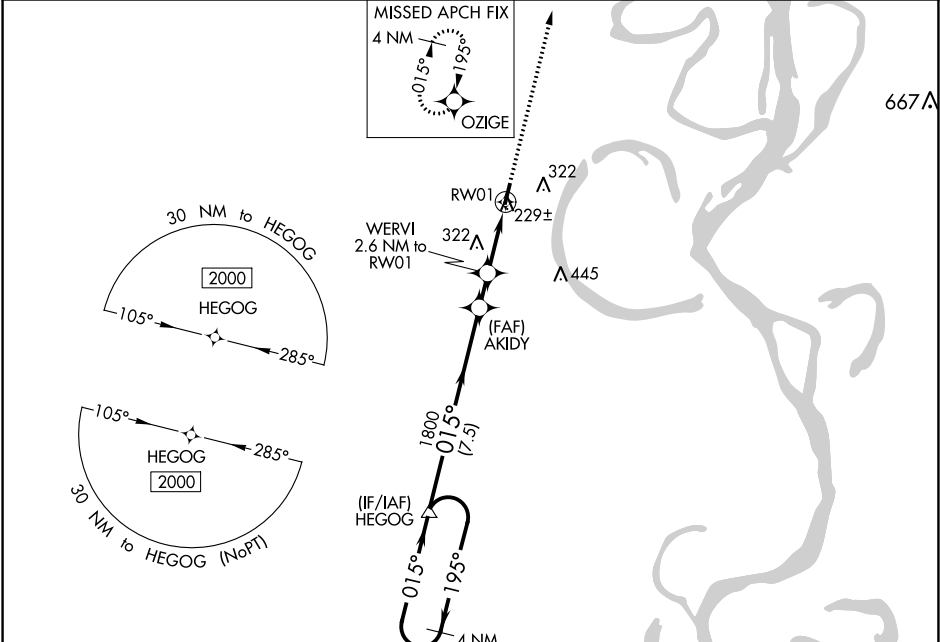 MISSED APCH FIX
4 NM
015°
195°
OZIGE
667
RW01
322
229±
WERVI
2.6 NM to
RW01
322
445
30 NM to HEGOG
2000
HEGOG
105°
285°
(FAF)
AKIDY
105°
285°
HEGOG
2000
30 NM to HEGOG (NoPT)
1800
015°
(7.5)
(IF/IAF)
HEGOG
015°
195°
4 NM